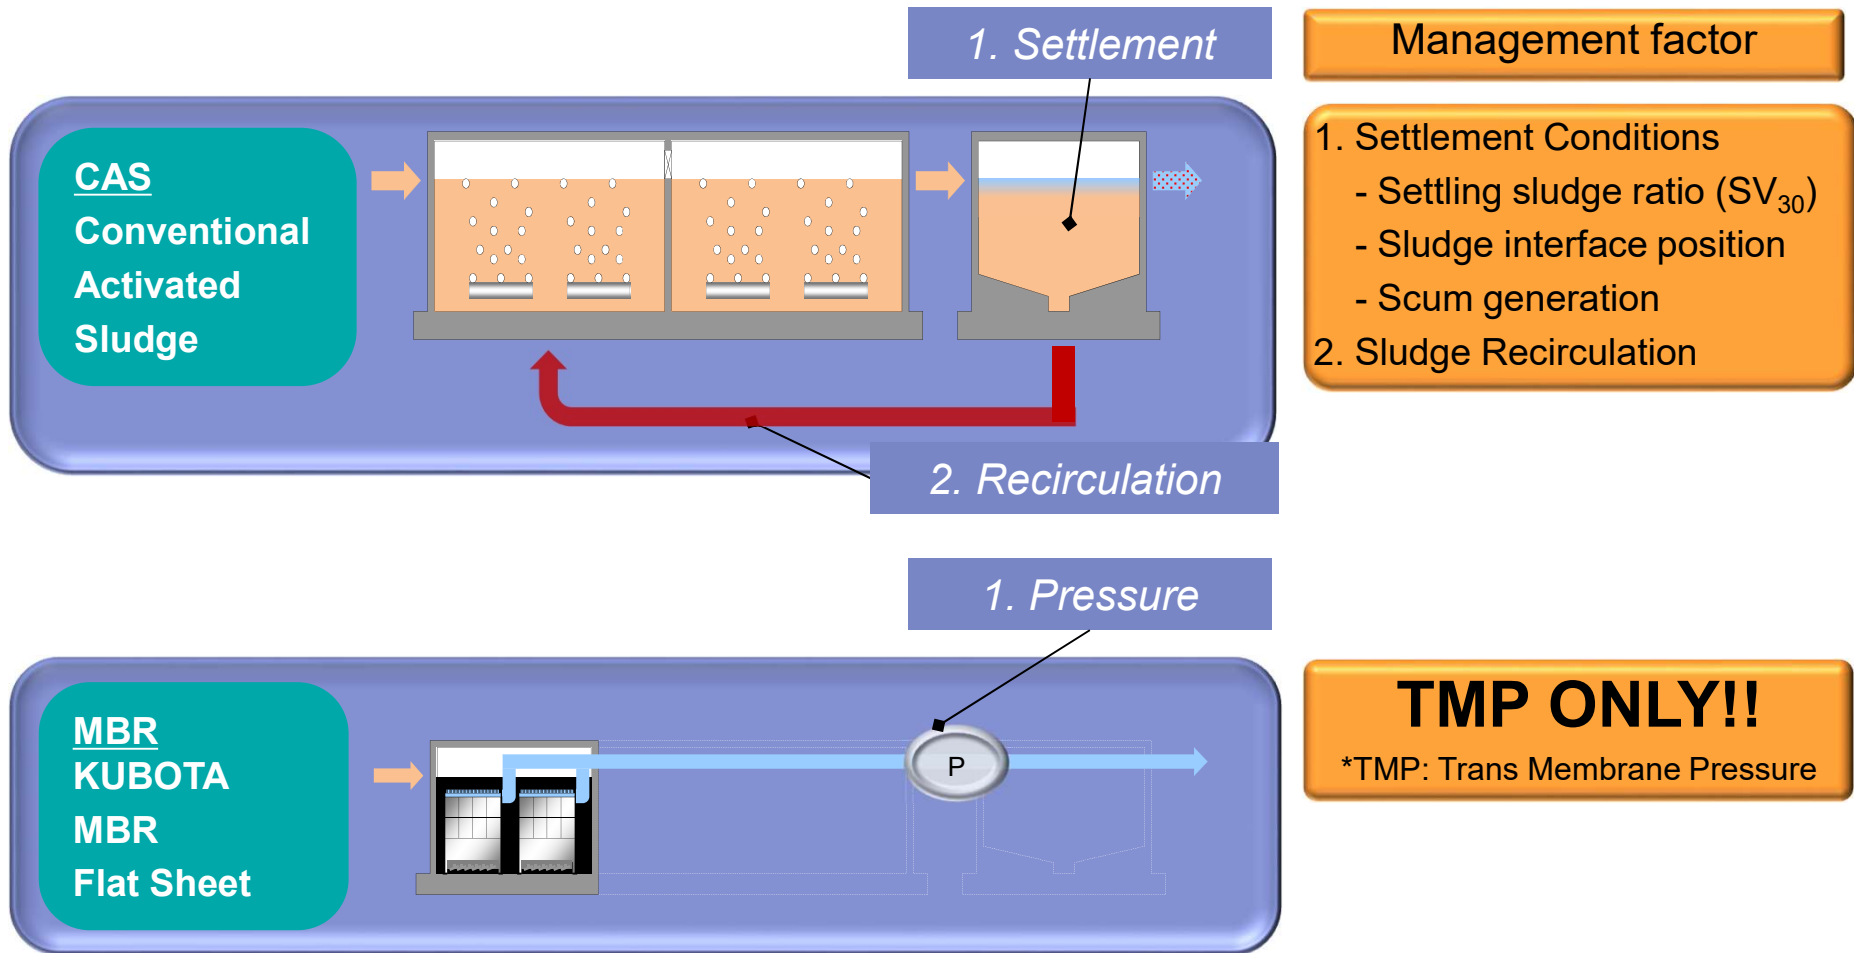 1. Settlement
Management factor
CAS
Conventional
Activated
Sludge
1. Settlement Conditions
- Settling sludge ratio (SV30)
- Sludge interface position
- Scum generation
2. Sludge Recirculation
2. Recirculation
1. Pressure
MBR
KUBOTA
MBR
Flat Sheet
P
TMP ONLY!!
*TMP: Trans Membrane Pressure